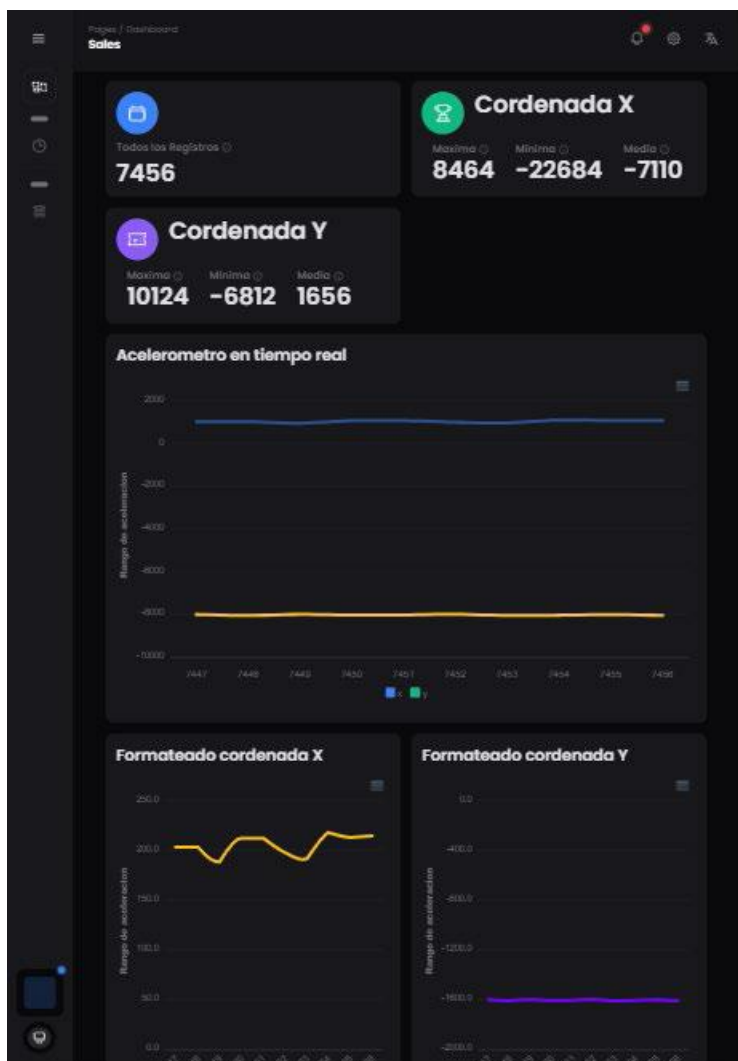 Pages / Dashboard
Sales
Todos los Registros
7456
Cordenada X
Maxima Minima Media
8464 -22684 -7110
Cordenada Y
Maxima Minima Media
10124 -6812 1656
Acelerometro en tiempo real
2000
0
-2000
-4000
-6000
-8000
-10000
Rango de aceleracion
7447 7448 7449 7450 7451 7452 7453 7454 7455 7456
x y
Formateado cordenada X
250.0
200.0
150.0
100.0
50.0
0.0
Rango de aceleracion
Formateado cordenada Y
0.0
-400.0
-800.0
-1200.0
-1600.0
-2000.0
Rango de aceleracion